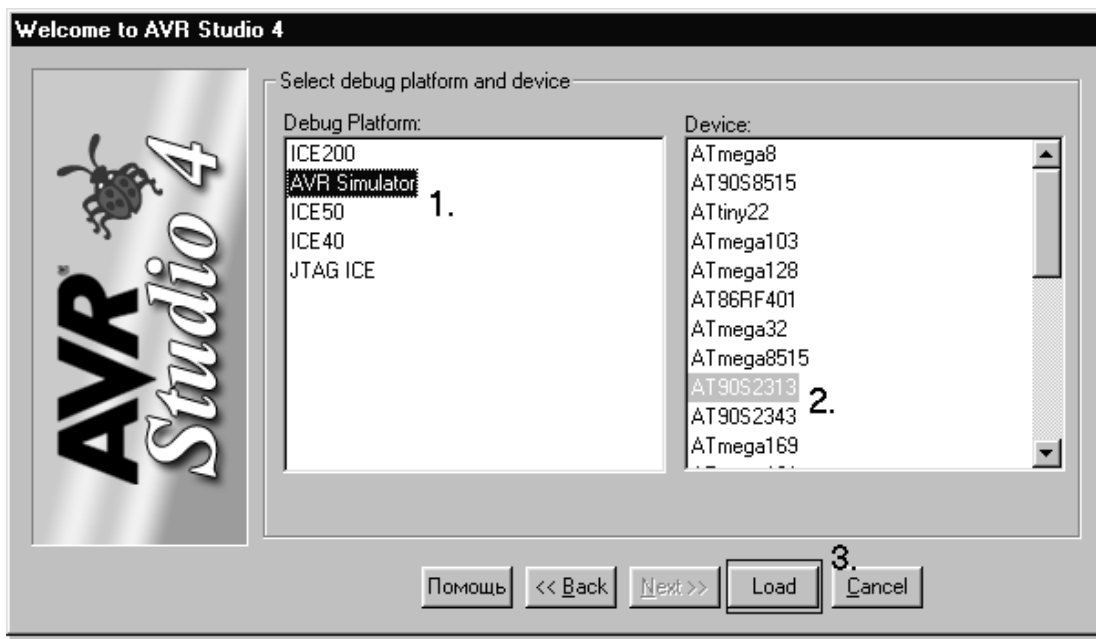 Welcome to AVR Studio 4
AVR®
Studio 4
Select debug platform and device
Debug Platform:
ICE200
AVR Simulator
1.
ICE50
ICE40
JTAG ICE
Device:
ATmega8
AT90S8515
ATtiny22
ATmega103
ATmega128
AT86RF401
ATmega32
ATmega8515
AT90S2313
2.
AT90S2343
ATmega169
3.
Помощь << Back Next >> Load Cancel